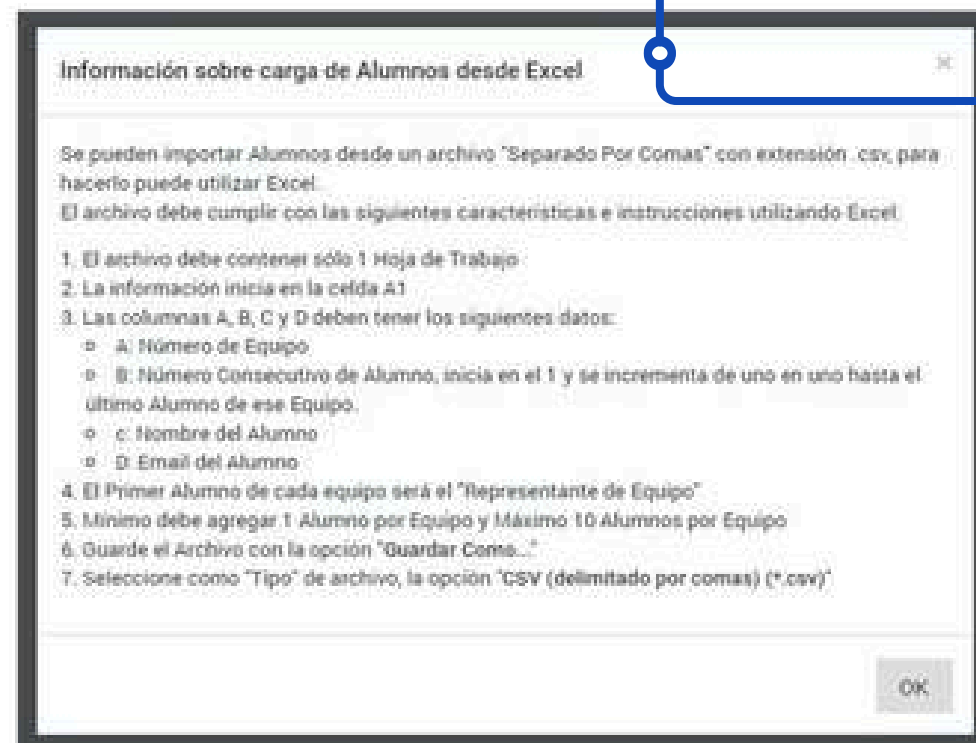 Información sobre carga de Alumnos desde Excel
×
Se pueden importar Alumnos desde un archivo "Separado Por Comas" con extensión .csv, para
hacerlo puede utilizar Excel.
El archivo debe cumplir con las siguientes características e instrucciones utilizando Excel:
1. El archivo debe contener sólo 1 Hoja de Trabajo
2. La información inicia en la celda A1
3. Las columnas A, B, C y D deben tener los siguientes datos:
A: Número de Equipo
B: Número Consecutivo de Alumno, inicia en el 1 y se incrementa de uno en uno hasta el
último Alumno de ese Equipo.
c: Nombre del Alumno
D: Email del Alumno
4. El Primer Alumno de cada equipo será el "Representante de Equipo"
5. Mínimo debe agregar 1 Alumno por Equipo y Máximo 10 Alumnos por Equipo
6. Guarde el Archivo con la opción "Guardar Como..."
7. Seleccione como "Tipo" de archivo, la opción "CSV (delimitado por comas) (*.csv)"
OK